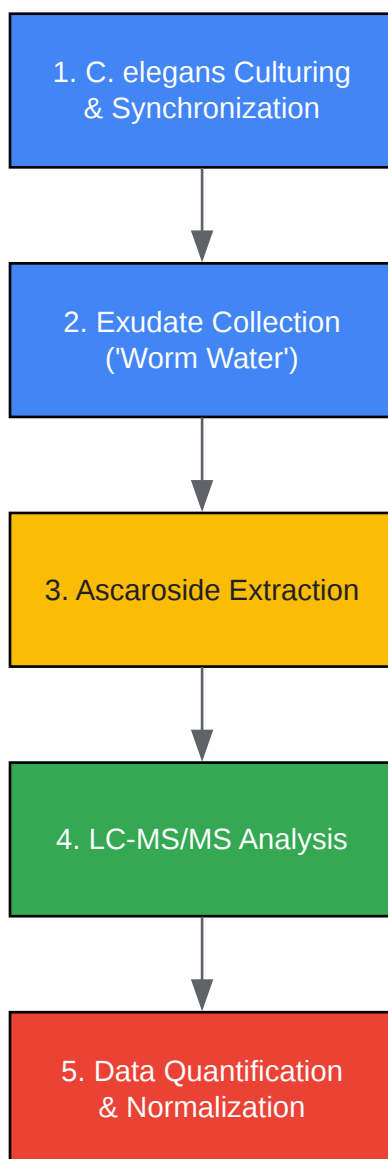 1. C. elegans Culturing
& Synchronization
2. Exudate Collection
('Worm Water')
3. Ascaroside Extraction
4. LC-MS/MS Analysis
5. Data Quantification
& Normalization